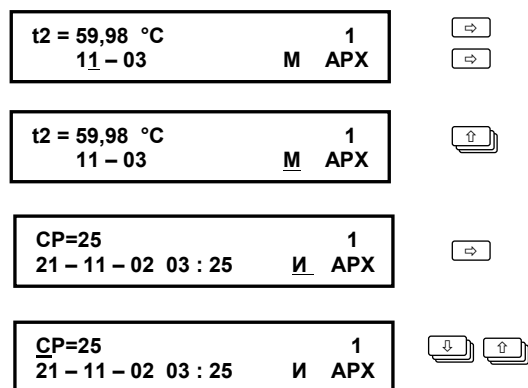 t2 = 59,98 °C 1
11 – 03 М АРХ
t2 = 59,98 °C 1
11 – 03 М АРХ
СР=25 1
21 – 11 – 02 03 : 25 И АРХ
СР=25 1
21 – 11 – 02 03 : 25 И АРХ